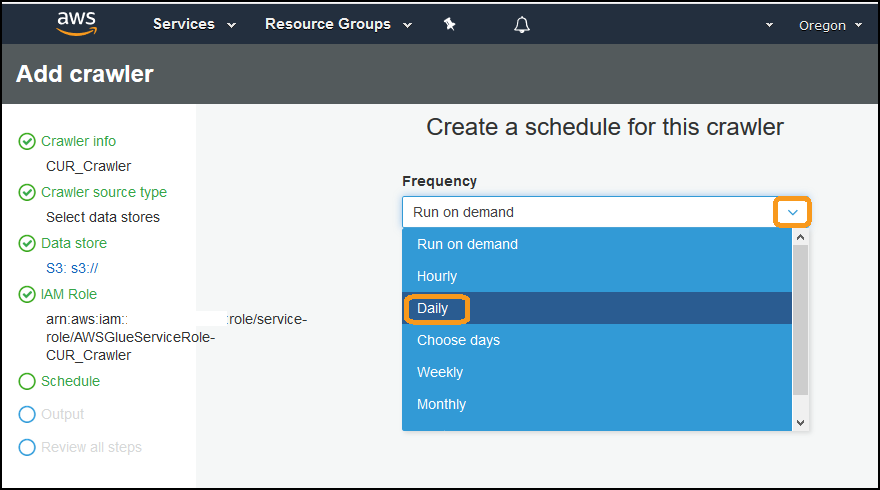 aws Services Resource Groups Oregon
Add crawler
Crawler info
CUR_Crawler
Crawler source type
Select data stores
Data store
S3: s3://
IAM Role
arn:aws:iam:: :role/service-
role/AWSGlueServiceRole-
CUR_Crawler
Schedule
Output
Review all steps
Create a schedule for this crawler
Frequency
Run on demand
Run on demand
Hourly
Daily
Choose days
Weekly
Monthly